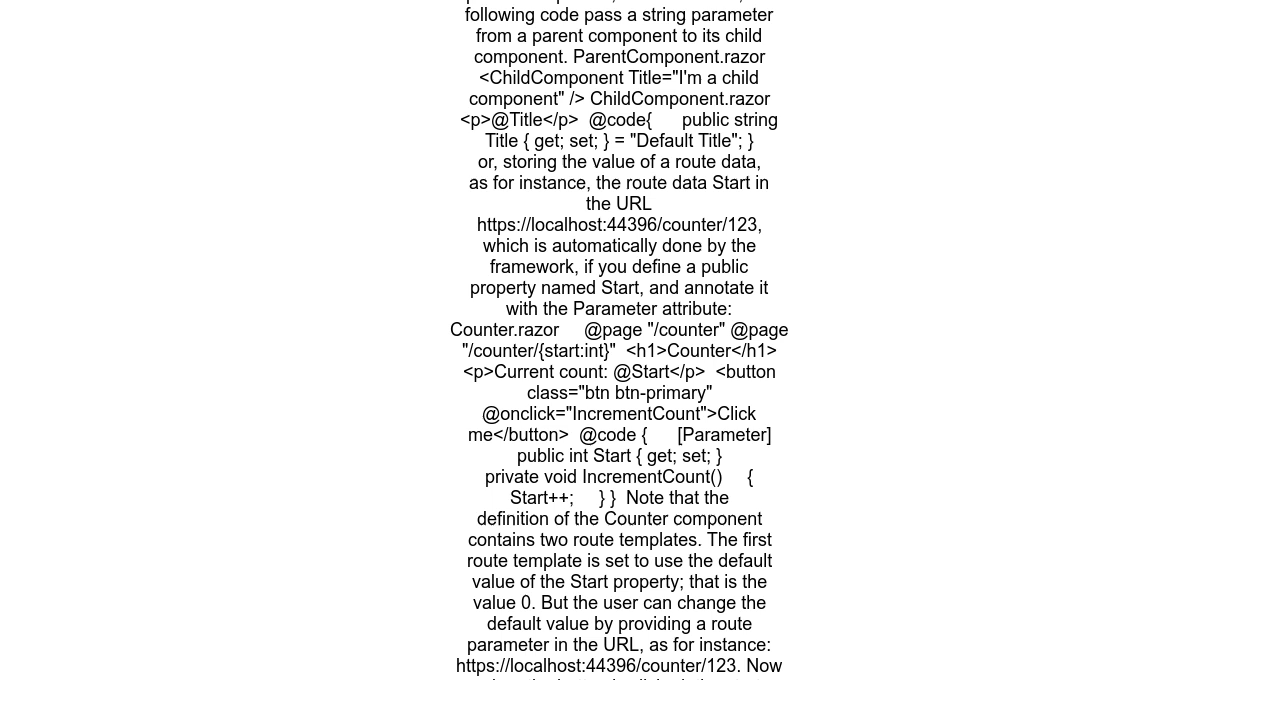 following code pass a string parameter
from a parent component to its child
component. ParentComponent.razor
<ChildComponent Title="I'm a child
component" /> ChildComponent.razor
<p>@Title</p>  @code{      public string
Title { get; set; } = "Default Title"; }
or, storing the value of a route data,
as for instance, the route data Start in
the URL
https://localhost:44396/counter/123,
which is automatically done by the
framework, if you define a public
property named Start, and annotate it
with the Parameter attribute:
Counter.razor     @page "/counter" @page
"/counter/{start:int}"  <h1>Counter</h1>
<p>Current count: @Start</p>  <button
class="btn btn-primary"
@onclick="IncrementCount">Click
me</button>  @code {      [Parameter]
public int Start { get; set; }
private void IncrementCount()     {
Start++;     } }  Note that the
definition of the Counter component
contains two route templates. The first
route template is set to use the default
value of the Start property; that is the
value 0. But the user can change the
default value by providing a route
parameter in the URL, as for instance:
https://localhost:44396/counter/123. Now